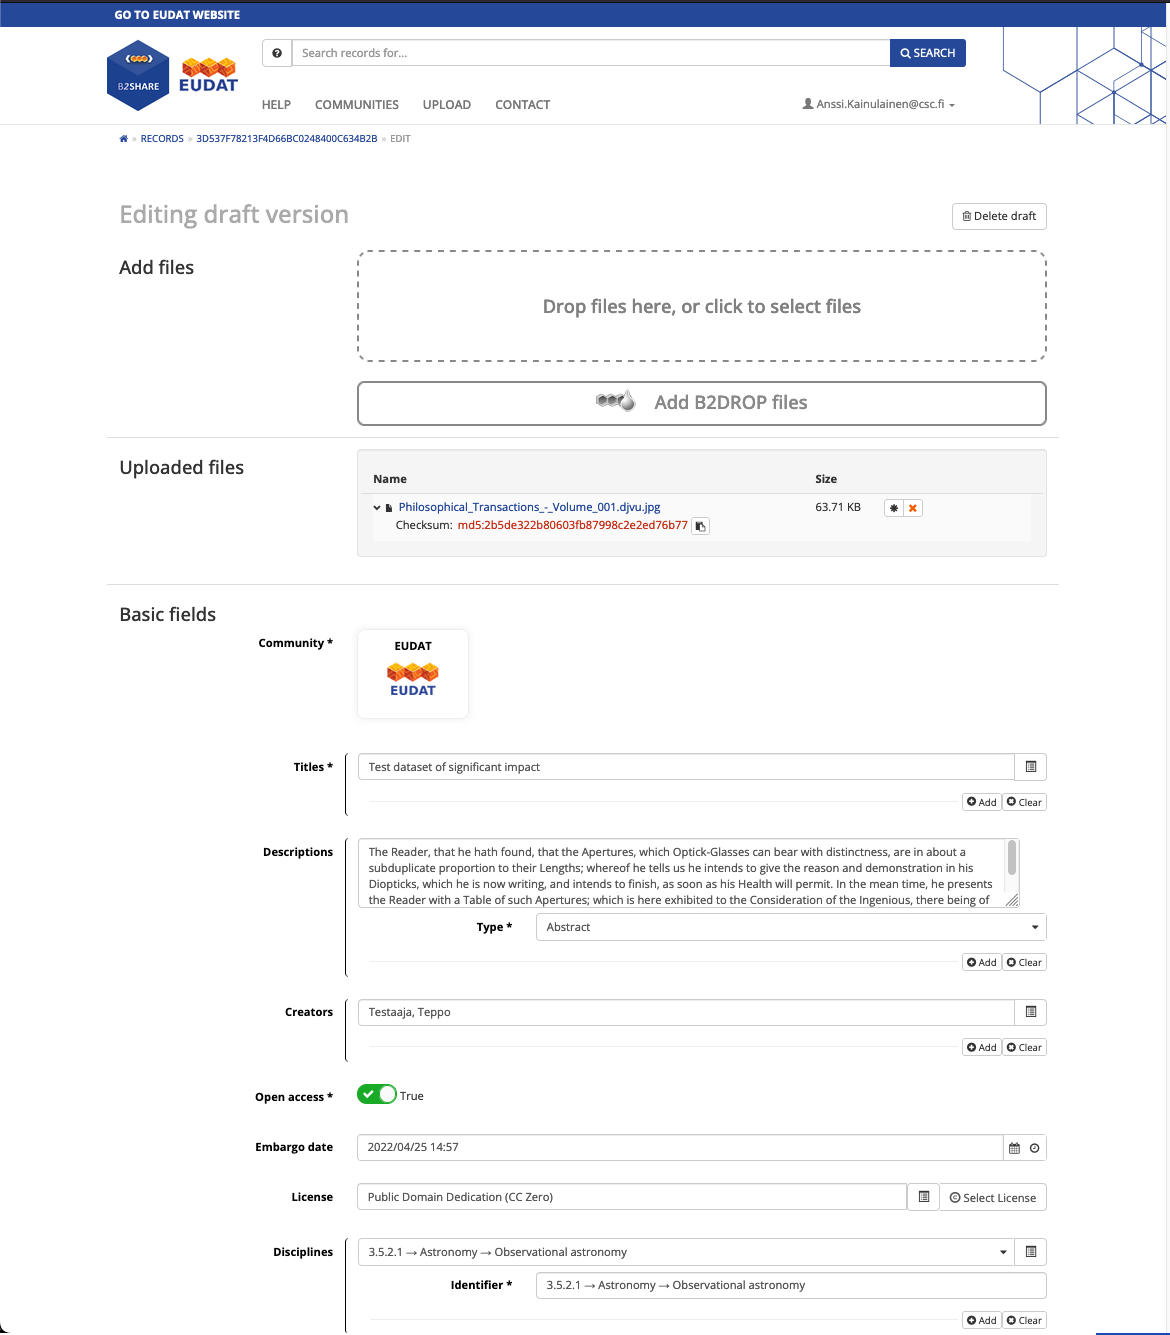 GO TO EUDAT WEBSITE
B2SHARE
EUDAT
Search records for...
SEARCH
HELP COMMUNITIES UPLOAD CONTACT
Anssi.Kainulainen@csc.fi
» RECORDS » 3D537F78213F4D66BC0248400C634B2B » EDIT
Editing draft version
Delete draft
Add files
Drop files here, or click to select files
Add B2DROP files
Uploaded files
Name Size
Philosophical_Transactions_-_Volume_001.djvu.jpg 63.71 KB
Checksum: md5:2b5de322b80603fb87998c2e2ed76b77
Basic fields
Community *
EUDAT
EUDAT
Titles *
Test dataset of significant impact
Add Clear
Descriptions
The Reader, that he hath found, that the Apertures, which Optick-Glasses can bear with distinctness, are in about a
subduplicate proportion to their Lengths; whereof he tells us he intends to give the reason and demonstration in his
Diopticks, which he is now writing, and intends to finish, as soon as his Health will permit. In the mean time, he presents
the Reader with a Table of such Apertures; which is here exhibited to the Consideration of the Ingenious, there being of
Type * Abstract
Add Clear
Creators
Testaaja, Teppo
Add Clear
Open access * True
Embargo date 2022/04/25 14:57
License Public Domain Dedication (CC Zero) Select License
Disciplines 3.5.2.1 → Astronomy → Observational astronomy
Identifier * 3.5.2.1 → Astronomy → Observational astronomy
Add Clear